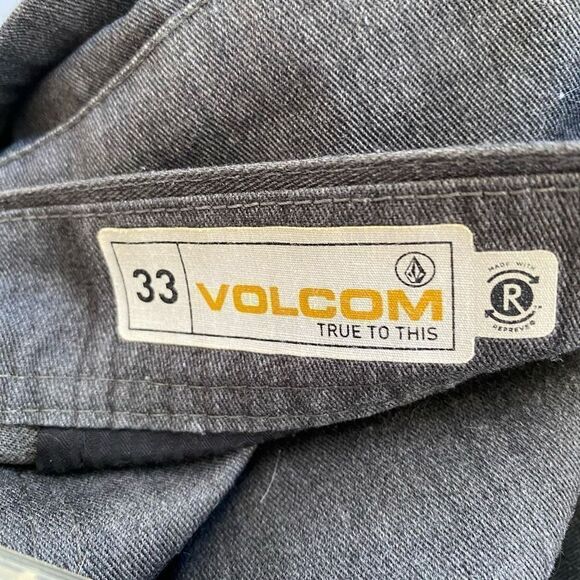 33
VOLCOM
TRUE TO THIS
MADE WITH
R
REPREVE®